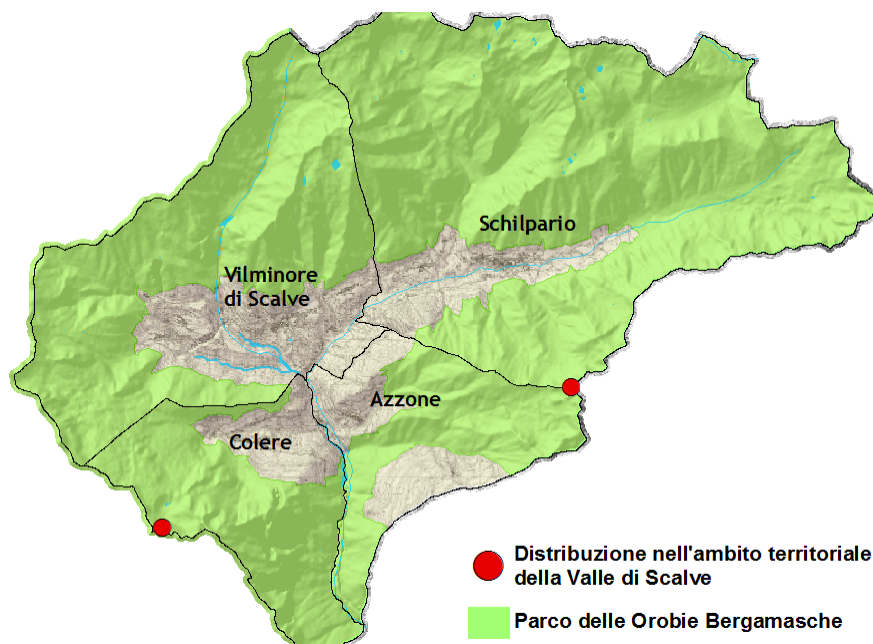 Schilpario
Vilminore
di Scalve
Azzone
Colere
Distribuzione nell'ambito territoriale
della Valle di Scalve
Parco delle Orobie Bergamasche